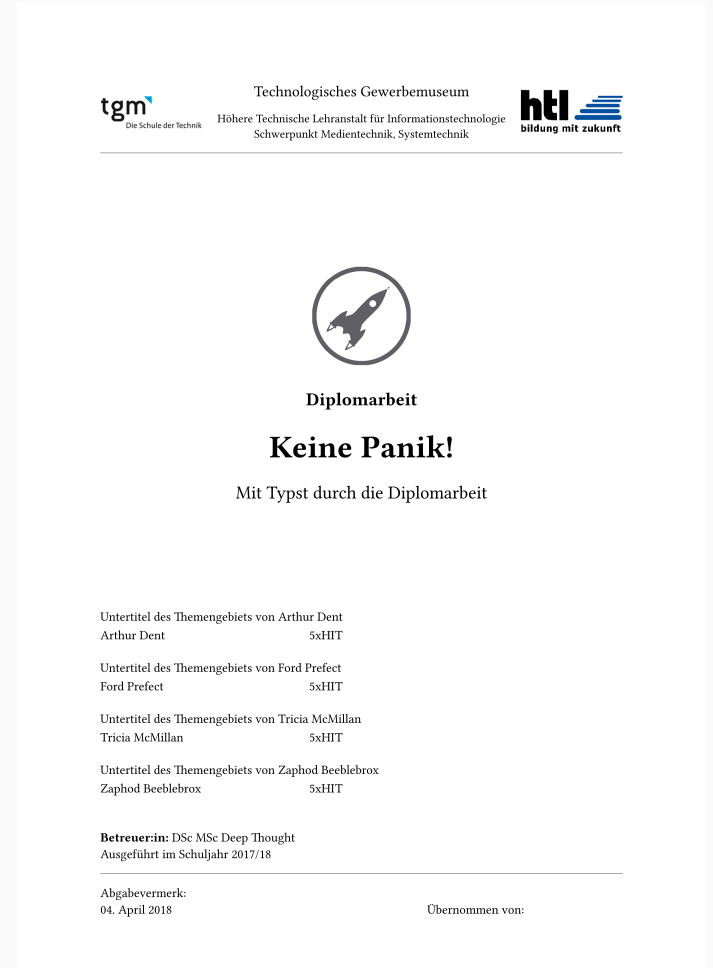 tgm
Die Schule der Technik
Technologisches Gewerbemuseum
Höhere Technische Lehranstalt für Informationstechnologie
Schwerpunkt Medientechnik, Systemtechnik
htl
bildung mit zukunft
Diplomarbeit
Keine Panik!
Mit Typst durch die Diplomarbeit
Untertitel des Themengebiets von Arthur Dent
Arthur Dent 5xHIT
Untertitel des Themengebiets von Ford Prefect
Ford Prefect 5xHIT
Untertitel des Themengebiets von Tricia McMillan
Tricia McMillan 5xHIT
Untertitel des Themengebiets von Zaphod Beeblebrox
Zaphod Beeblebrox 5xHIT
Betreuer:in: DSc MSc Deep Thought
Ausgeführt im Schuljahr 2017/18
Abgabevermerk:
04. April 2018 Übernommen von: